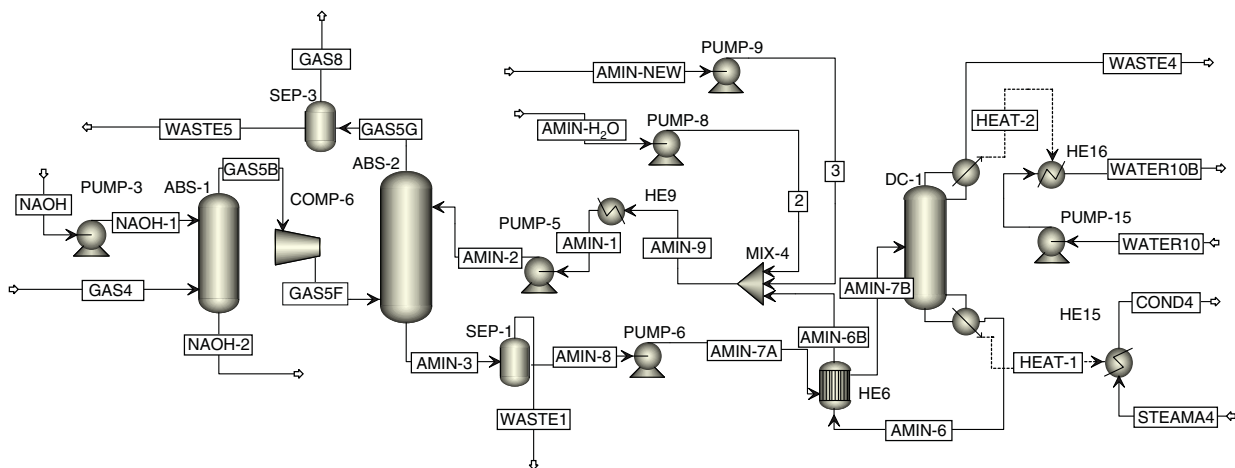 PUMP-9
GAS8
AMIN-NEW
WASTE4
SEP-3
HEAT-2
WASTE5
GAS5G
AMIN-H₂O
PUMP-8
HE16
ABS-2
GAS5B
3
DC-1
WATER10B
PUMP-3
ABS-1
COMP-6
HE9
NAOH
2
PUMP-15
NAOH-1
PUMP-5
AMIN-1
AMIN-9
MIX-4
WATER10
AMIN-2
GAS4
GAS5F
AMIN-7B
COND4
HE15
SEP-1
PUMP-6
AMIN-6B
NAOH-2
AMIN-3
AMIN-8
AMIN-7A
HEAT-1
HE6
WASTE1
AMIN-6
STEAMA4